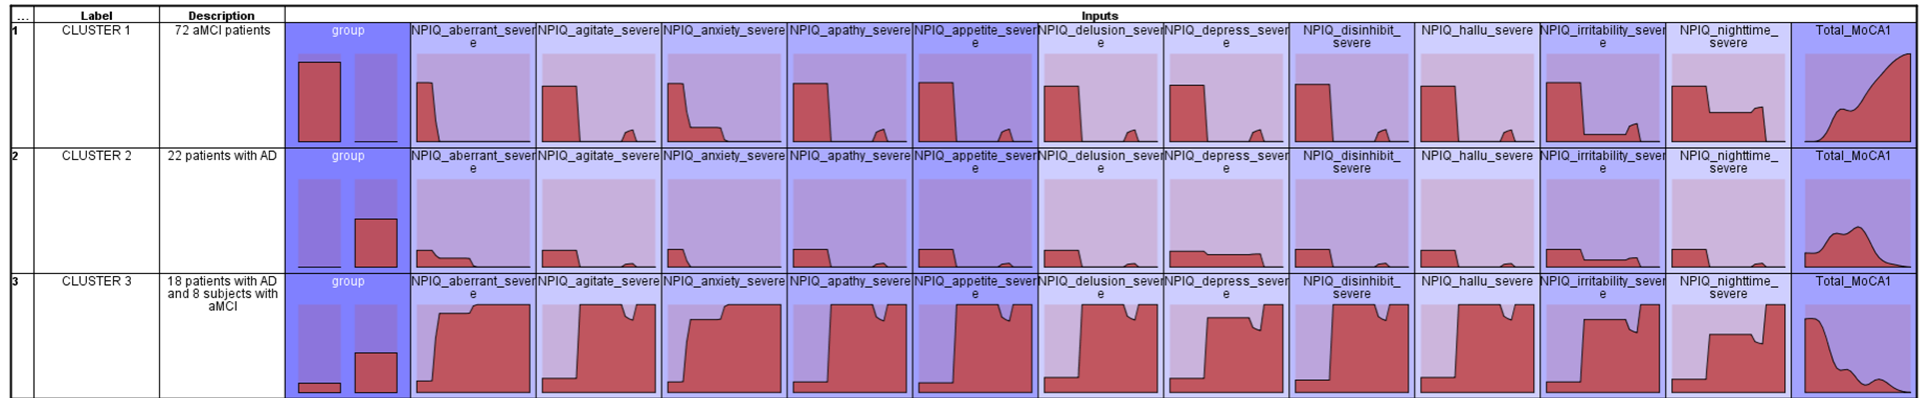 ... Label Description Inputs
1 CLUSTER 1 72 aMCI patients group NPIQ_aberrant_sever NPIQ_agitate_severe NPIQ_anxiety_severe NPIQ_apathy_severe NPIQ_appetite_sever NPIQ_delusion_sever NPIQ_depress_sever NPIQ_disinhibit_ NPIQ_hallu_severe NPIQ_irritability_sever NPIQ_nighttime_ Total_MoCA1
e e e e severe e severe
2 CLUSTER 2 22 patients with AD group NPIQ_aberrant_sever NPIQ_agitate_severe NPIQ_anxiety_severe NPIQ_apathy_severe NPIQ_appetite_sever NPIQ_delusion_sever NPIQ_depress_sever NPIQ_disinhibit_ NPIQ_hallu_severe NPIQ_irritability_sever NPIQ_nighttime_ Total_MoCA1
e e e e severe e severe
3 CLUSTER 3 18 patients with AD group NPIQ_aberrant_sever NPIQ_agitate_severe NPIQ_anxiety_severe NPIQ_apathy_severe NPIQ_appetite_sever NPIQ_delusion_sever NPIQ_depress_sever NPIQ_disinhibit_ NPIQ_hallu_severe NPIQ_irritability_sever NPIQ_nighttime_ Total_MoCA1
and 8 subjects with e e e e severe e severe
aMCI